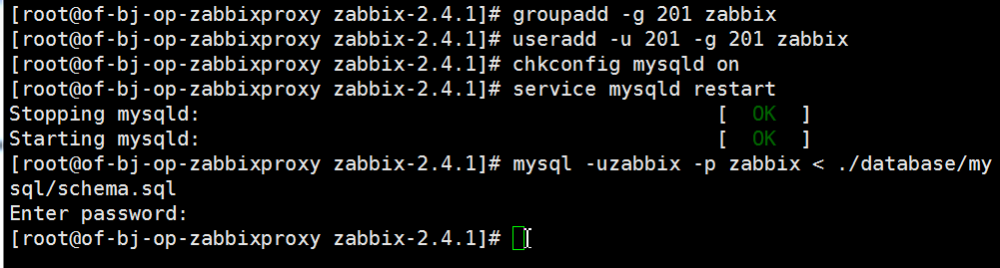 [root@of-bj-op-zabbixproxy zabbix-2.4.1]# groupadd -g 201 zabbix
[root@of-bj-op-zabbixproxy zabbix-2.4.1]# useradd -u 201 -g 201 zabbix
[root@of-bj-op-zabbixproxy zabbix-2.4.1]# chkconfig mysqld on
[root@of-bj-op-zabbixproxy zabbix-2.4.1]# service mysqld restart
Stopping mysqld: [ OK ]
Starting mysqld: [ OK ]
[root@of-bj-op-zabbixproxy zabbix-2.4.1]# mysql -uzabbix -p zabbix < ./database/my
sql/schema.sql
Enter password:
[root@of-bj-op-zabbixproxy zabbix-2.4.1]#